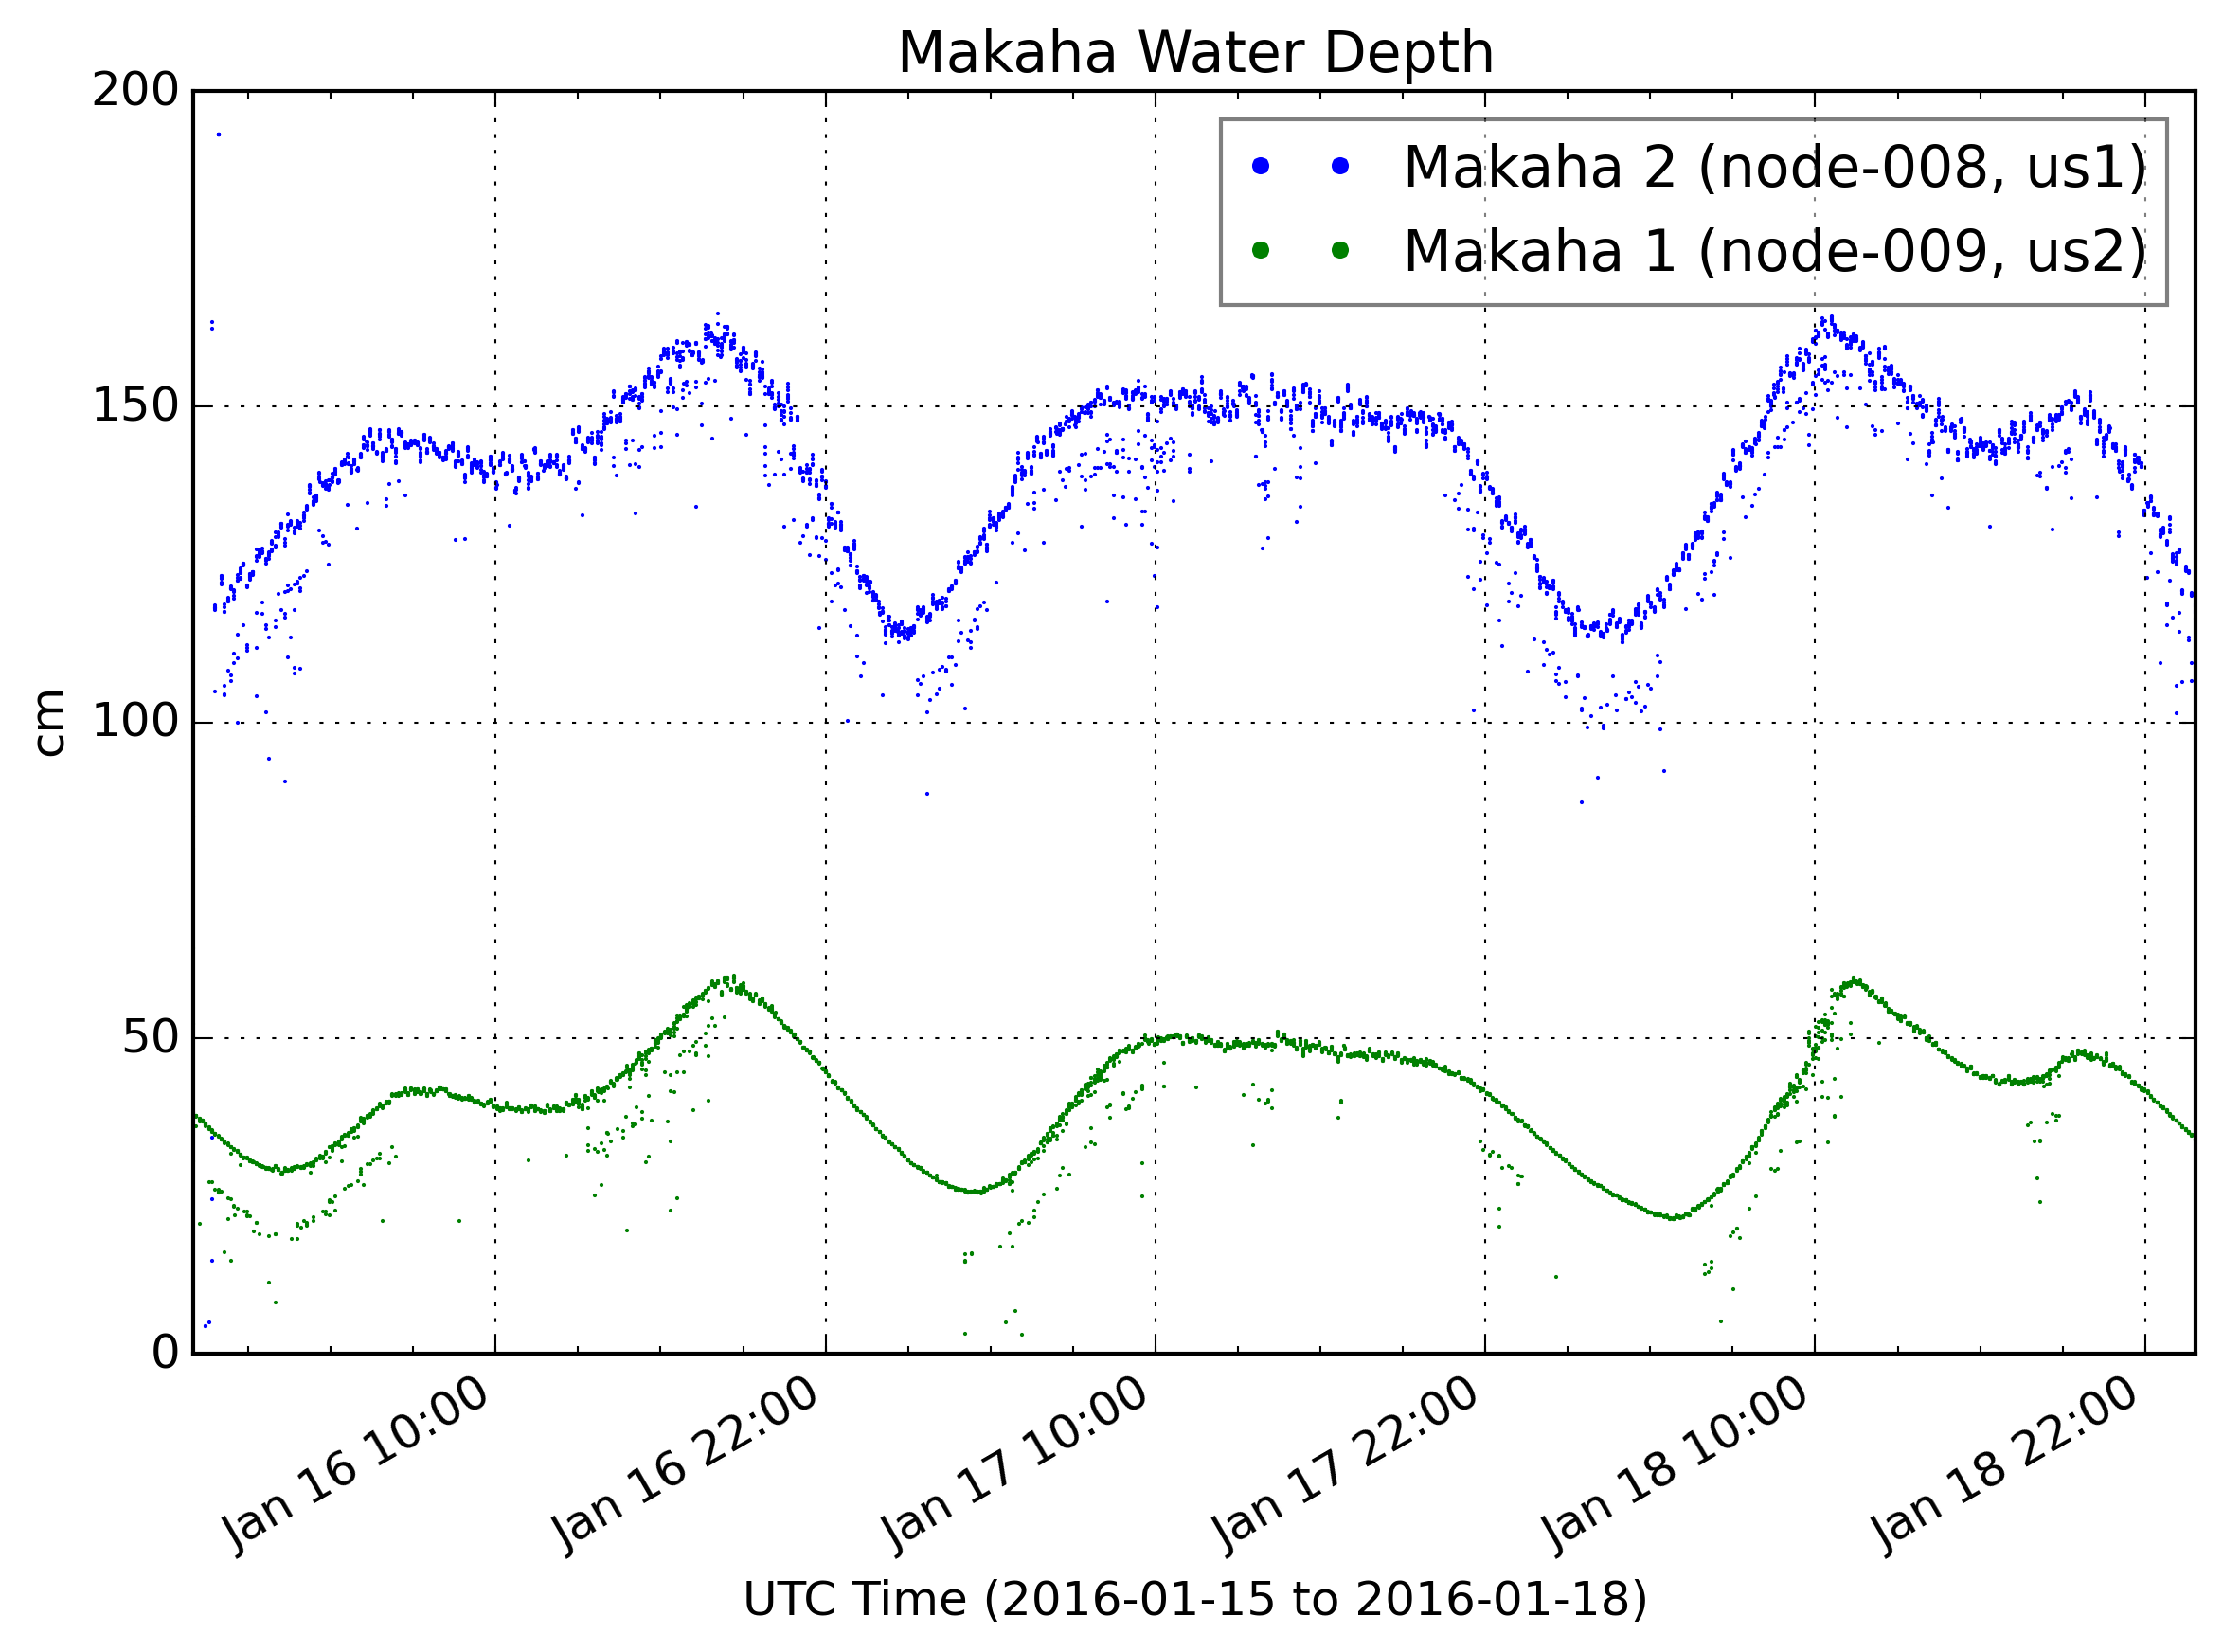 Makaha Water Depth
200
150
100
50
0
cm
Makaha 2 (node-008, us1)
Makaha 1 (node-009, us2)
Jan 16 10:00
Jan 16 22:00
Jan 17 10:00
Jan 17 22:00
Jan 18 10:00
Jan 18 22:00
UTC Time (2016-01-15 to 2016-01-18)